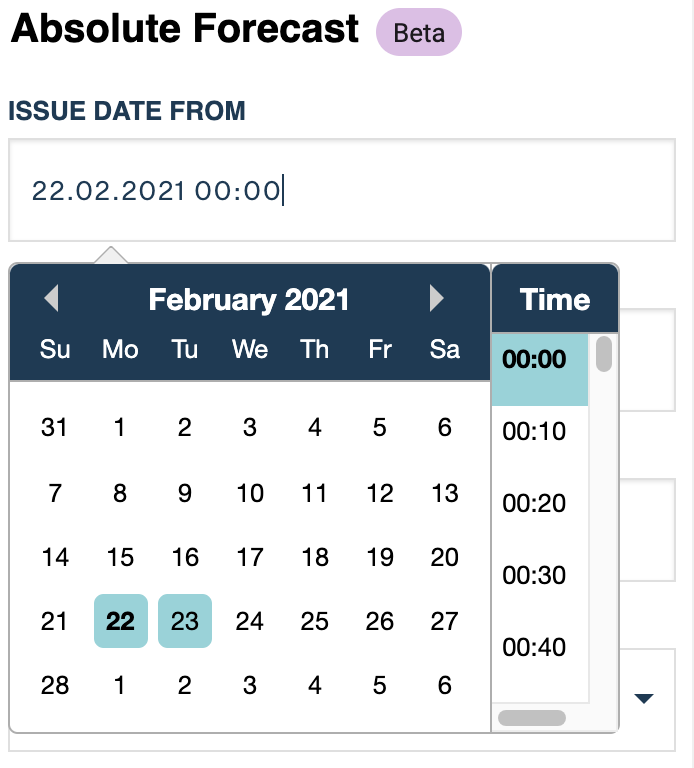 Absolute Forecast Beta
ISSUE DATE FROM
22.02.2021 00:00
February 2021
Su Mo Tu We Th Fr Sa
31 1 2 3 4 5 6
7 8 9 10 11 12 13
14 15 16 17 18 19 20
21 22 23 24 25 26 27
28 1 2 3 4 5 6
Time
00:00
00:10
00:20
00:30
00:40